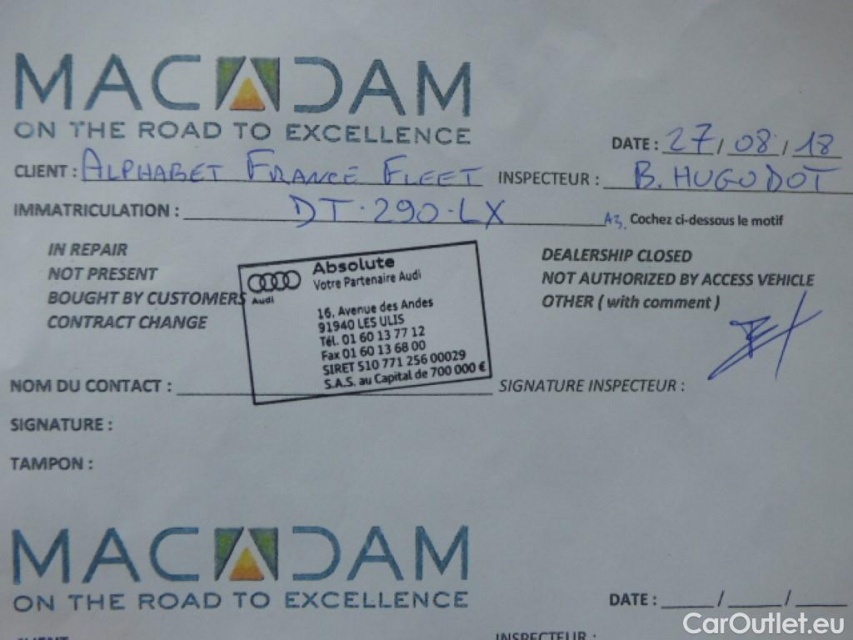 MACADAM
ON THE ROAD TO EXCELLENCE
DATE : 27/08/18
CLIENT : ALPHABET FRANCE FLEET INSPECTEUR : B. HUGODOT
IMMATRICULATION : DT.290.LX A3 Cochez ci-dessous le motif
IN REPAIR
NOT PRESENT
BOUGHT BY CUSTOMERS
CONTRACT CHANGE
DEALERSHIP CLOSED
NOT AUTHORIZED BY ACCESS VEHICLE
OTHER ( with comment )
Audi
Absolute
Votre Partenaire Audi
16, Avenue des Andes
91940 LES ULIS
Tél. 01 60 13 77 12
Fax 01 60 13 68 00
SIRET 510 771 256 00029
S.A.S. au Capital de 700 000 €
NOM DU CONTACT : SIGNATURE INSPECTEUR :
SIGNATURE :
TAMPON :
MACADAM
ON THE ROAD TO EXCELLENCE
DATE : / /
CLIENT INSPECTEUR :
CarOutlet.eu